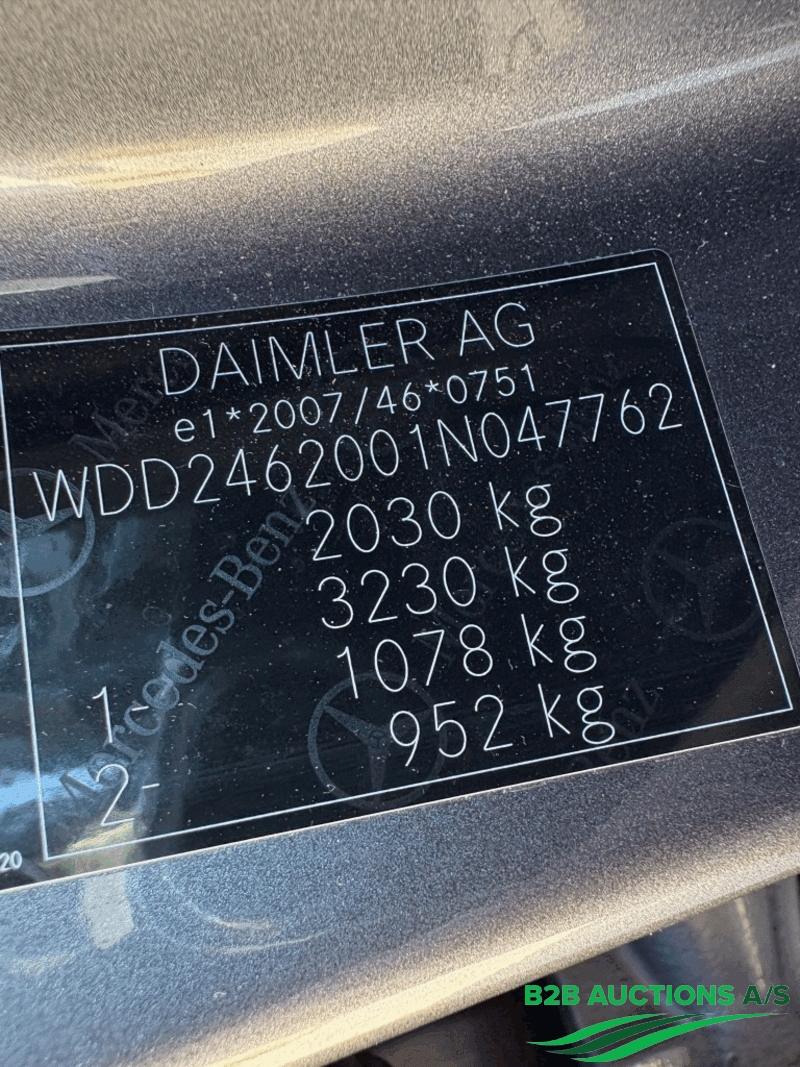 DAIMLER AG
e1*2007/46*0751
WDD2462001N047762
2030 kg
3230 kg
1- 1078 kg
2- 952 kg
Mercedes-Benz
20
B2B AUCTIONS A/S